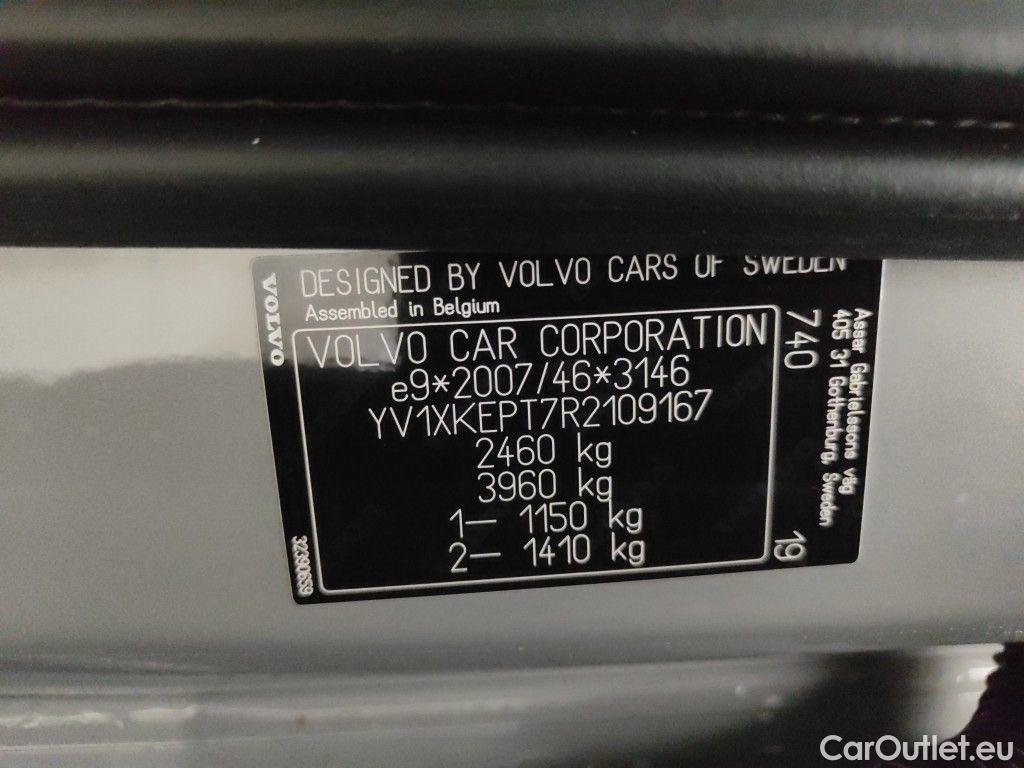 VOLVO
DESIGNED BY VOLVO CARS OF SWEDEN
Assembled in Belgium
VOLVO CAR CORPORATION
e9*2007/46*3146
YV1XKEPT7R2109167
2460 kg
3960 kg
1— 1150 kg
2— 1410 kg
Assar Gabrielssons väg
405 31 Gothenburg, Sweden
740
19
32390659
CarOutlet.eu